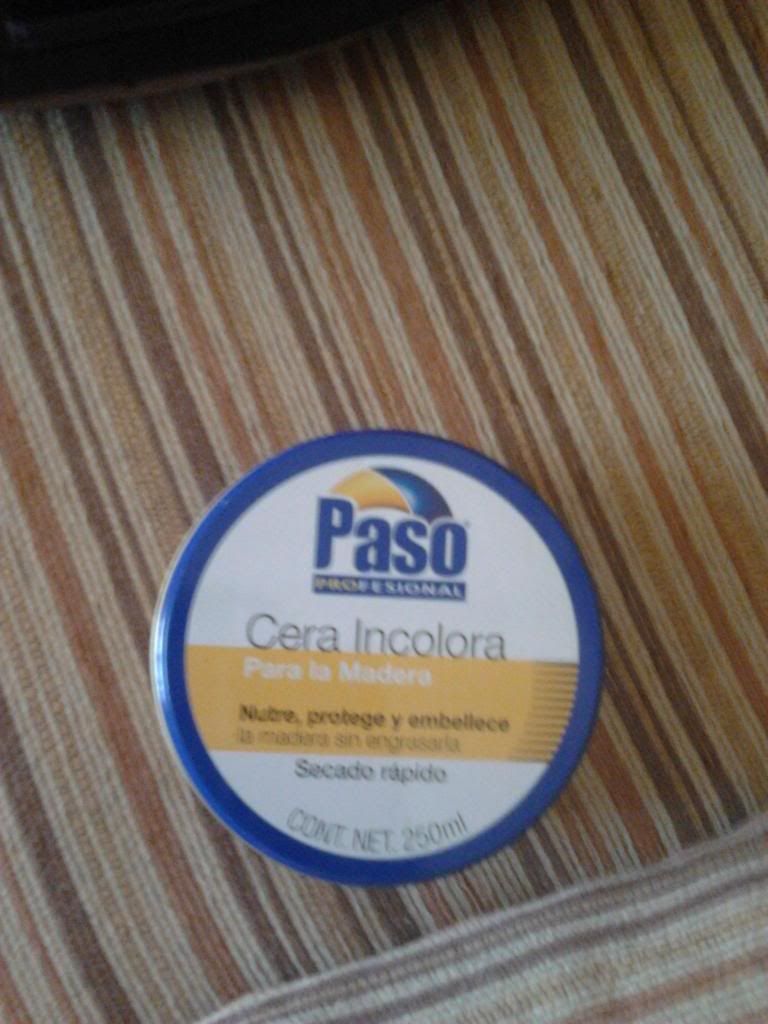 Paso
PROFESIONAL
Cera Incolora
Para la Madera
Nutre, protege y embellece
la madera sin engrasarla
Secado rápido
CONT. NET. 250ml